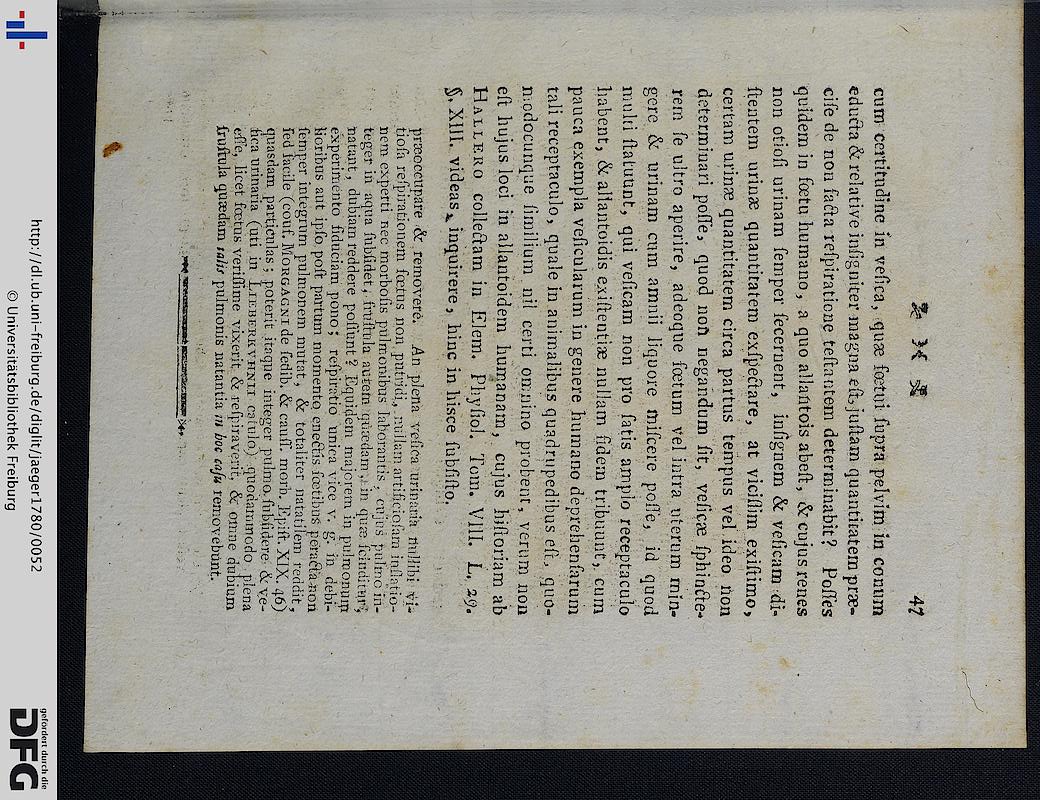 47
cum certitudine in veſica, quæ fœtui ſupra pelvim in conum
educta & relative inſigniter magna eſt, juſtam quantitatem præ-
ciſe de non facta reſpiratione teſtantem determinabit? Poſſes
quidem in fœtu humano, a quo allantois abeſt, & cujus renes
non otioſi urinam ſemper ſecernent, inſignem & veſicam di-
ſtentem urinæ quantitatem exſpectare, at viciſſim exiſtimo,
certam urinæ quantitatem circa partus tempus vel ideo non
determinari poſſe, quod non negandum ſit, veſicæ ſphincte-
rem ſe ultro aperire, adeoque fœtum vel intra uterum min-
gere & urinam cum amnii liquore miſcere poſſe, id quod
multi ſtatuunt, qui veſicam non pro ſatis amplo receptaculo
habent, & allantoidis exiſtentiæ nullam fidem tribuunt, cum
pauca exempla veſicularum in genere humano deprehenſarum
tali receptaculo, quale in animalibus quadrupedibus eſt, quo-
modocunque ſimilium nil certi omnino probent, verum non
eſt hujus loci in allantoidem humanam, cujus hiſtoriam ab
HALLERO collectam in Elem. Phyſiol. Tom. VIII. L, 29.
§. XIII. videas, inquirere, hinc in hisce ſubſiſto.
præoccupare & removere. An plena veſica urinaria nullibi vi-
tioſa reſpirationem fœtus non putridi, nullam artificioſam inflatio-
nem experti nec morboſis pulmonibus laborantis, cujus pulmo in-
teger in aqua ſubſidet, fruſtula autem quædam, in quæ ſcinditur,
natant, dubiam reddere poſſunt? Equidem majorem in pulmonum
experimento fiduciam pono; reſpiratio unica vice v. g. in debi-
lioribus aut ipſo poſt partum momento enectis fœtibus peracta non
ſemper integrum pulmonem mutat, & totaliter natatilem reddit,
ſed facile (conf. MORGAGNI de ſedib. & cauſſ. morb. Epiſt. XIX. 46)
quasdam particulas; poterit itaque integer pulmo ſubſidere & ve-
ſica urinaria (uti in LIEBERKVHNII catulo) quodammodo plena
eſſe, licet fœtus veriſſime vixerit & reſpiraverit, & omne dubium
fruſtula quædam talis pulmonis natantia in hoc caſu removebunt.
http://dl.ub.uni-freiburg.de/diglit/jaeger1780/0052
© Universitätsbibliothek Freiburg
gefördert durch die
DFG